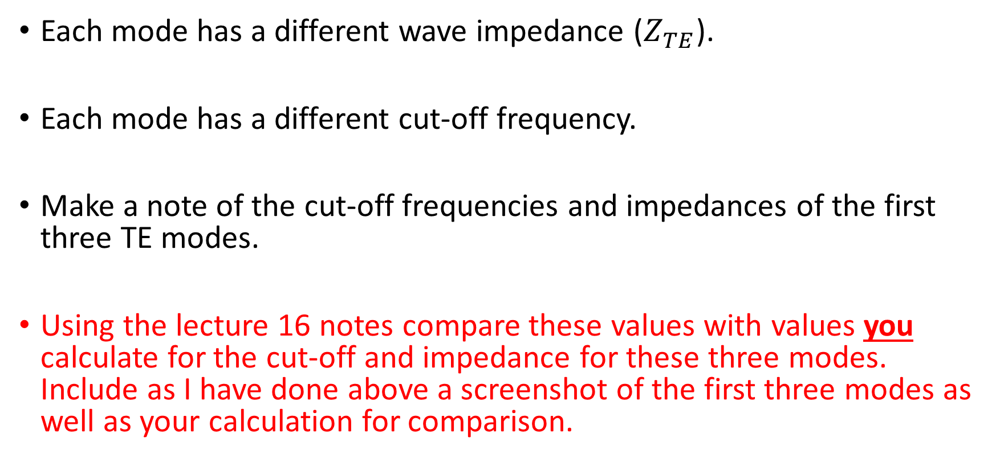 • Each mode has a different wave impedance (Z_TE).
• Each mode has a different cut-off frequency.
• Make a note of the cut-off frequencies and impedances of the first
three TE modes.
• Using the lecture 16 notes compare these values with values you
calculate for the cut-off and impedance for these three modes.
Include as I have done above a screenshot of the first three modes as
well as your calculation for comparison.